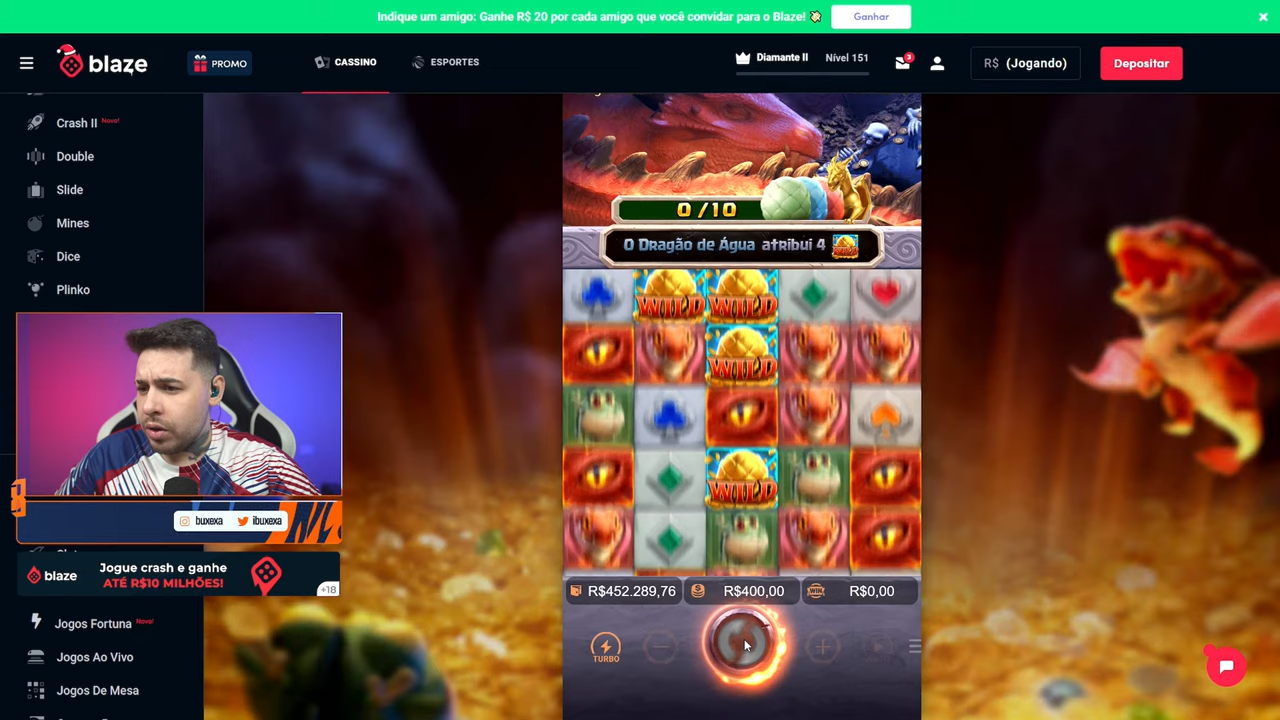 Indique um amigo: Ganhe R$ 20 por cada amigo que você convidar para o Blaze!
Ganhar
blaze
PROMO
CASSINO
ESPORTES
Diamante II
Nível 151
3
R$ (Jogando)
Depositar
Crash II Novo!
Double
Slide
Mines
Dice
Plinko
0/10
O Dragão de Água atribui 4
WILD
WILD
WILD
WILD
WILD
buxexa
ibuxexa
blaze
Jogue crash e ganhe
ATÉ R$10 MILHÕES!
+18
R$452.289,76
R$400,00
WIN
R$0,00
TURBO
Jogos Fortuna Novo!
Jogos Ao Vivo
Jogos De Mesa